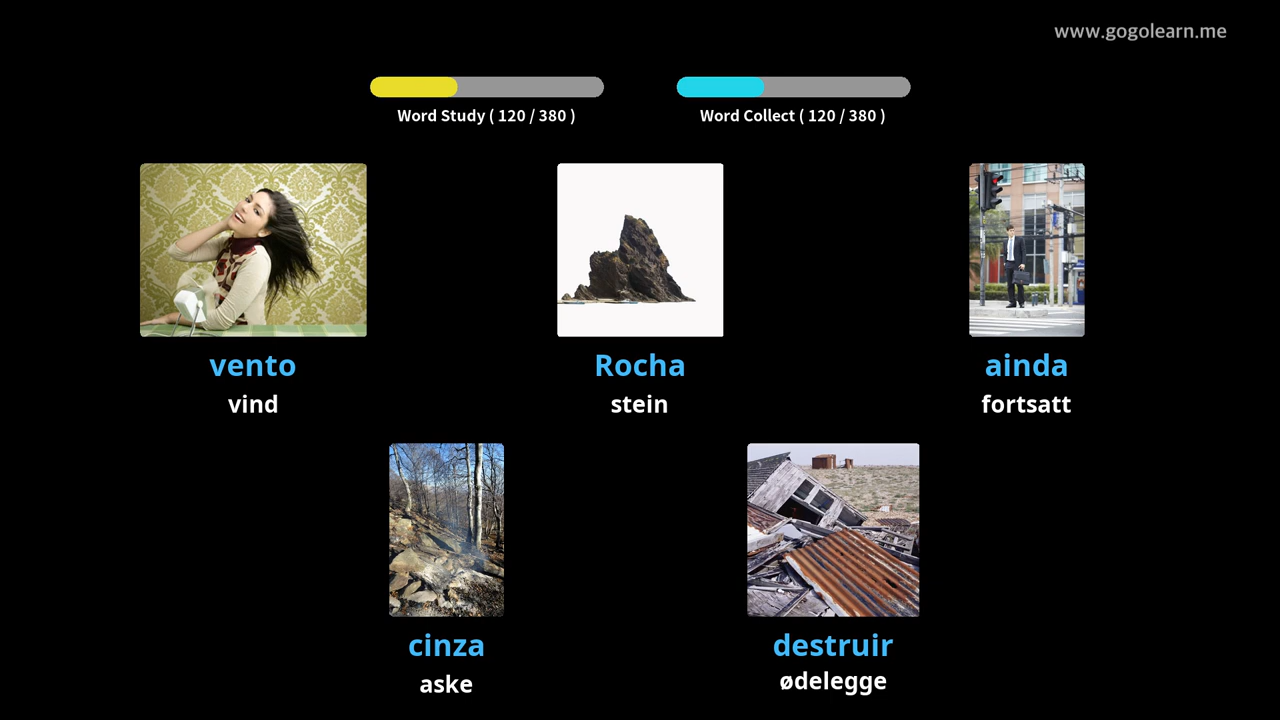 www.gogolearn.me
Word Study ( 120 / 380 )
Word Collect ( 120 / 380 )
vento
vind
Rocha
stein
ainda
fortsatt
cinza
aske
destruir
ødelegge